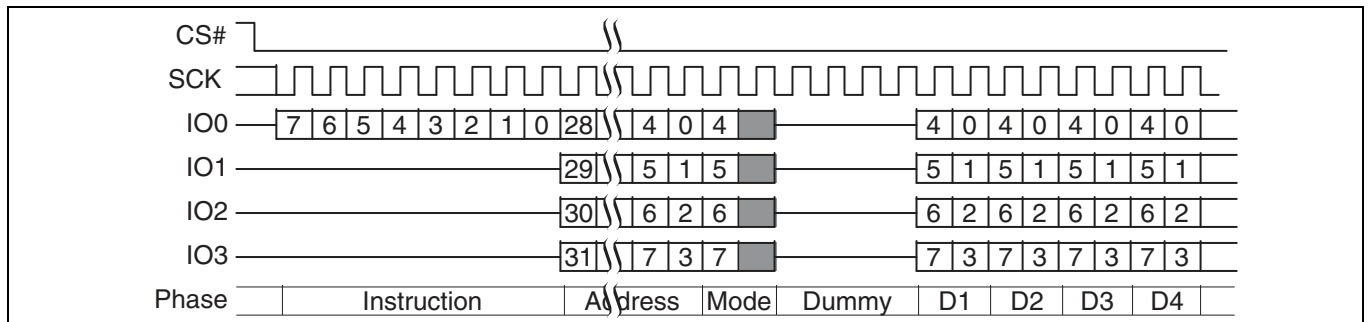 CS#
SCK
IO0 7 6 5 4 3 2 1 0 28 4 0 4 4 0 4 0 4 0 4 0
IO1 29 5 1 5 5 1 5 1 5 1 5 1
IO2 30 6 2 6 6 2 6 2 6 2 6 2
IO3 31 7 3 7 7 3 7 3 7 3 7 3
Phase Instruction Address Mode Dummy D1 D2 D3 D4